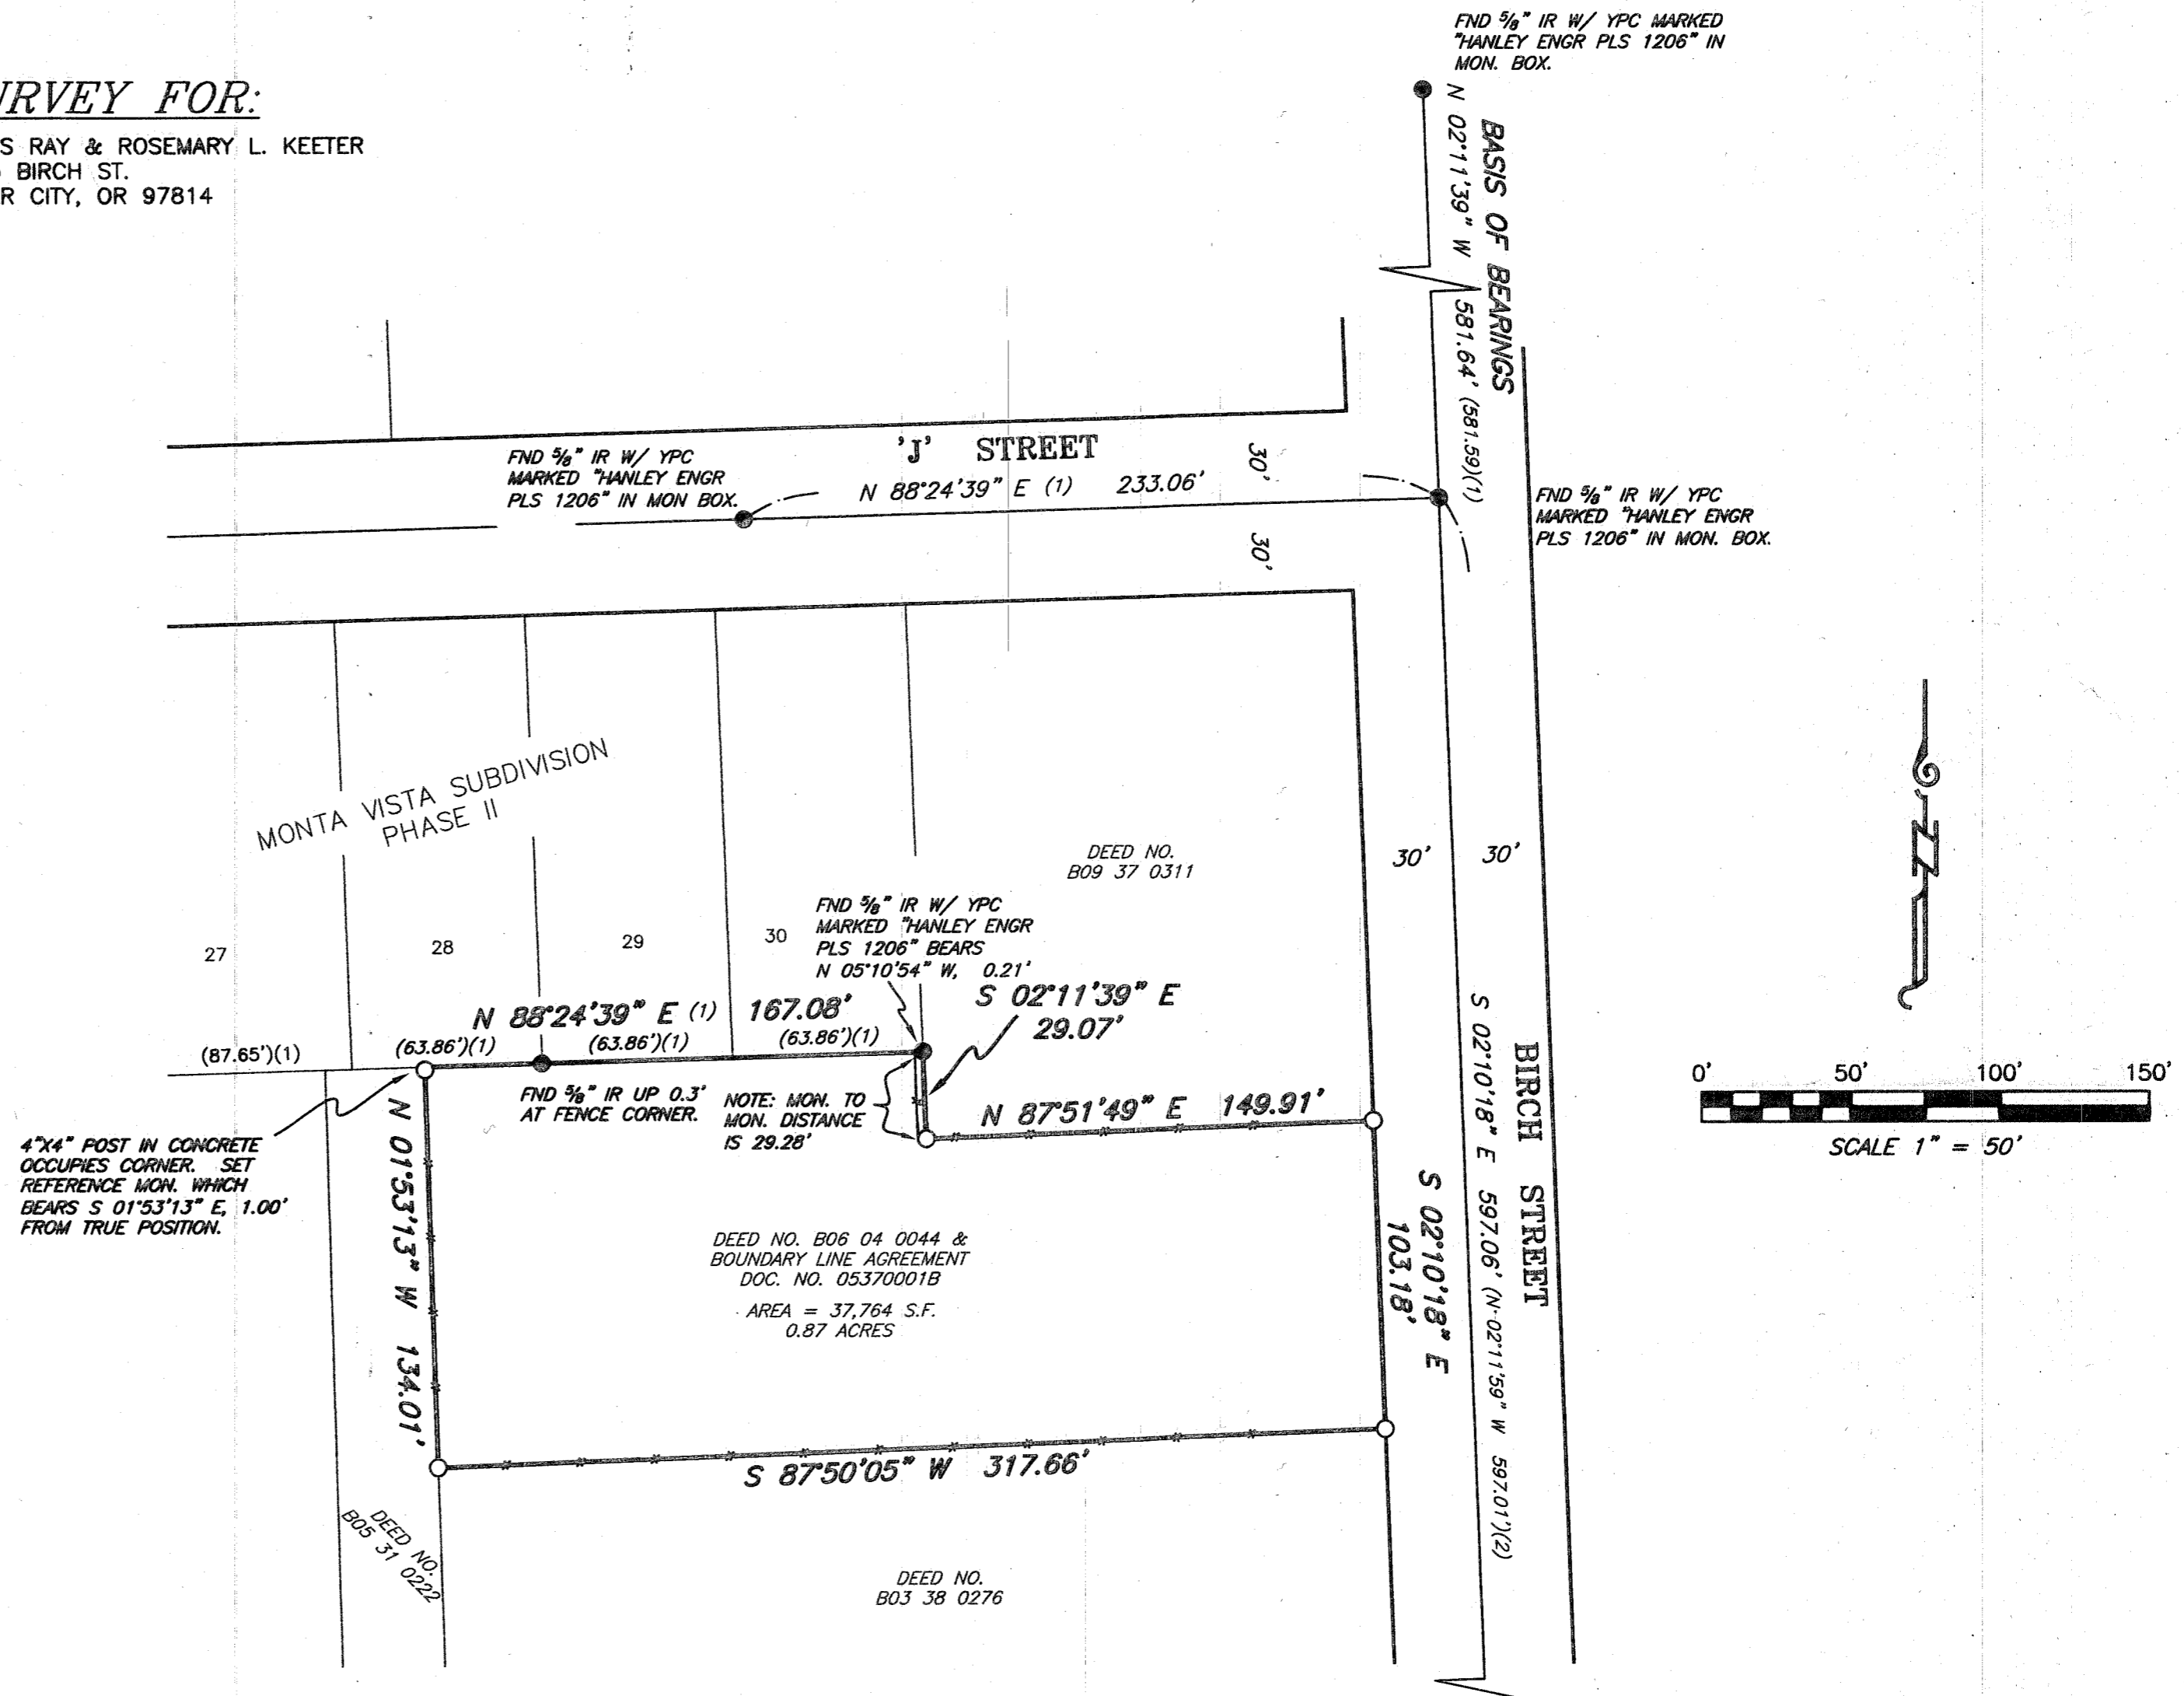 FND 5/8" IR W/ YPC MARKED
"HANLEY ENGR PLS 1206" IN
MON. BOX.
URVEY FOR:
S RAY & ROSEMARY L. KEETER
BIRCH ST.
R CITY, OR 97814
BASIS OF BEARINGS
N 02°11'39" W 581.64' (581.59)(1)
'J' STREET
N 88°24'39" E (1) 233.06'
30'
30'
FND 5/8" IR W/ YPC
MARKED "HANLEY ENGR
PLS 1206" IN MON BOX.
FND 5/8" IR W/ YPC
MARKED "HANLEY ENGR
PLS 1206" IN MON. BOX.
MONTA VISTA SUBDIVISION
PHASE II
DEED NO.
B09 37 0311
30'
30'
27
28
29
30
FND 5/8" IR W/ YPC
MARKED "HANLEY ENGR
PLS 1206" BEARS
N 05°10'54" W, 0.21'
S 02°11'39" E
29.07'
N 88°24'39" E (1) 167.08'
(87.65')(1)
(63.86')(1)
(63.86')(1)
(63.86')(1)
FND 5/8" IR UP 0.3'
AT FENCE CORNER.
NOTE: MON. TO
MON. DISTANCE
IS 29.28'
N 87°51'49" E 149.91'
4"X4" POST IN CONCRETE
OCCUPIES CORNER. SET
REFERENCE MON. WHICH
BEARS S 01°53'13" E, 1.00'
FROM TRUE POSITION.
N 01°53'13" W 134.01'
DEED NO. B06 04 0044 &
BOUNDARY LINE AGREEMENT
DOC. NO. 05370001B
AREA = 37,764 S.F.
0.87 ACRES
S 02°10'18" E
103.18'
S 02°10'18" E 597.06' (N-02°11'59" W 597.01')(2)
BIRCH STREET
0' 50' 100' 150'
SCALE 1" = 50'
N
S 87°50'05" W 317.66'
DEED NO.
B05 31 0222
DEED NO.
B03 38 0276